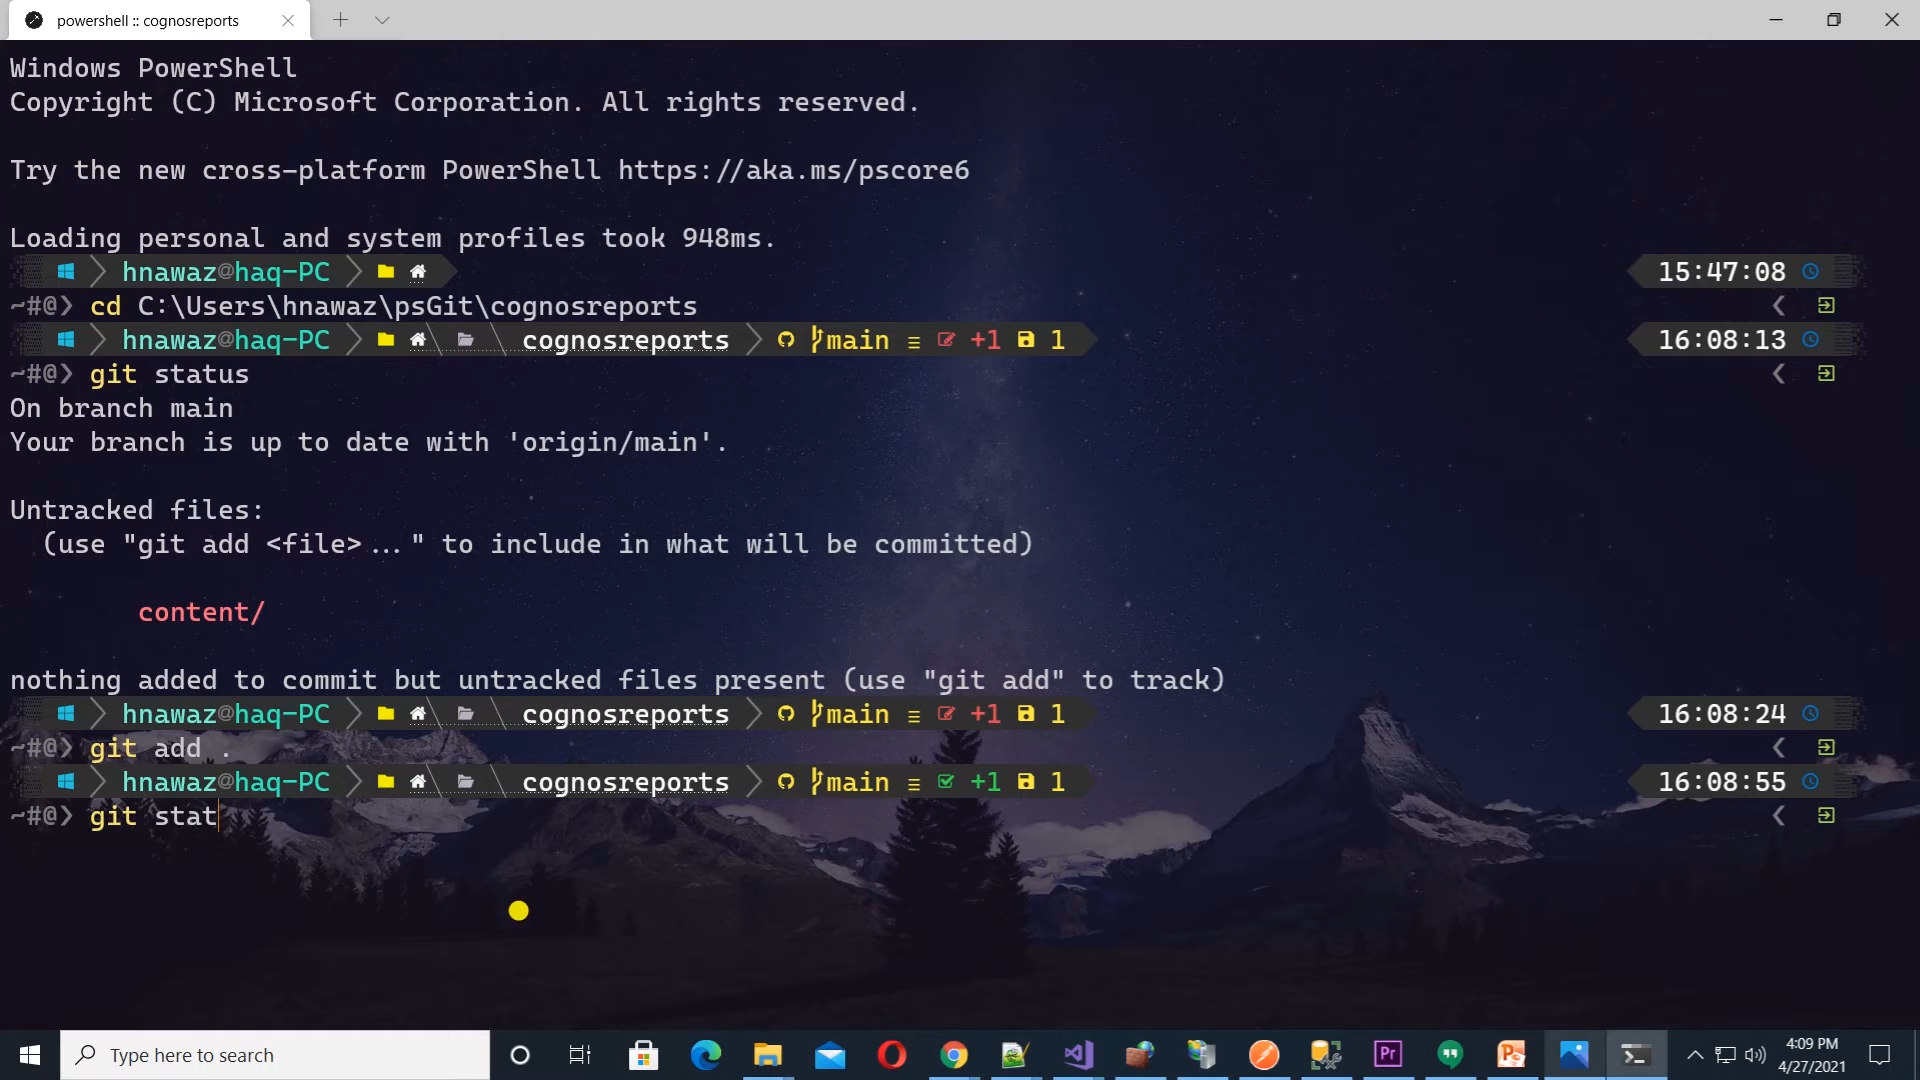 powershell :: cognosreports
Windows PowerShell
Copyright (C) Microsoft Corporation. All rights reserved.
Try the new cross-platform PowerShell https://aka.ms/pscore6
Loading personal and system profiles took 948ms.
hnawaz@haq-PC 15:47:08
~#@❯ cd C:\Users\hnawaz\psGit\cognosreports
hnawaz@haq-PC cognosreports main ≡ +1 1 16:08:13
~#@❯ git status
On branch main
Your branch is up to date with 'origin/main'.
Untracked files:
(use "git add <file>..." to include in what will be committed)
content/
nothing added to commit but untracked files present (use "git add" to track)
hnawaz@haq-PC cognosreports main ≡ +1 1 16:08:24
~#@❯ git add .
hnawaz@haq-PC cognosreports main ≡ +1 1 16:08:55
~#@❯ git stat
Type here to search
4:09 PM
4/27/2021